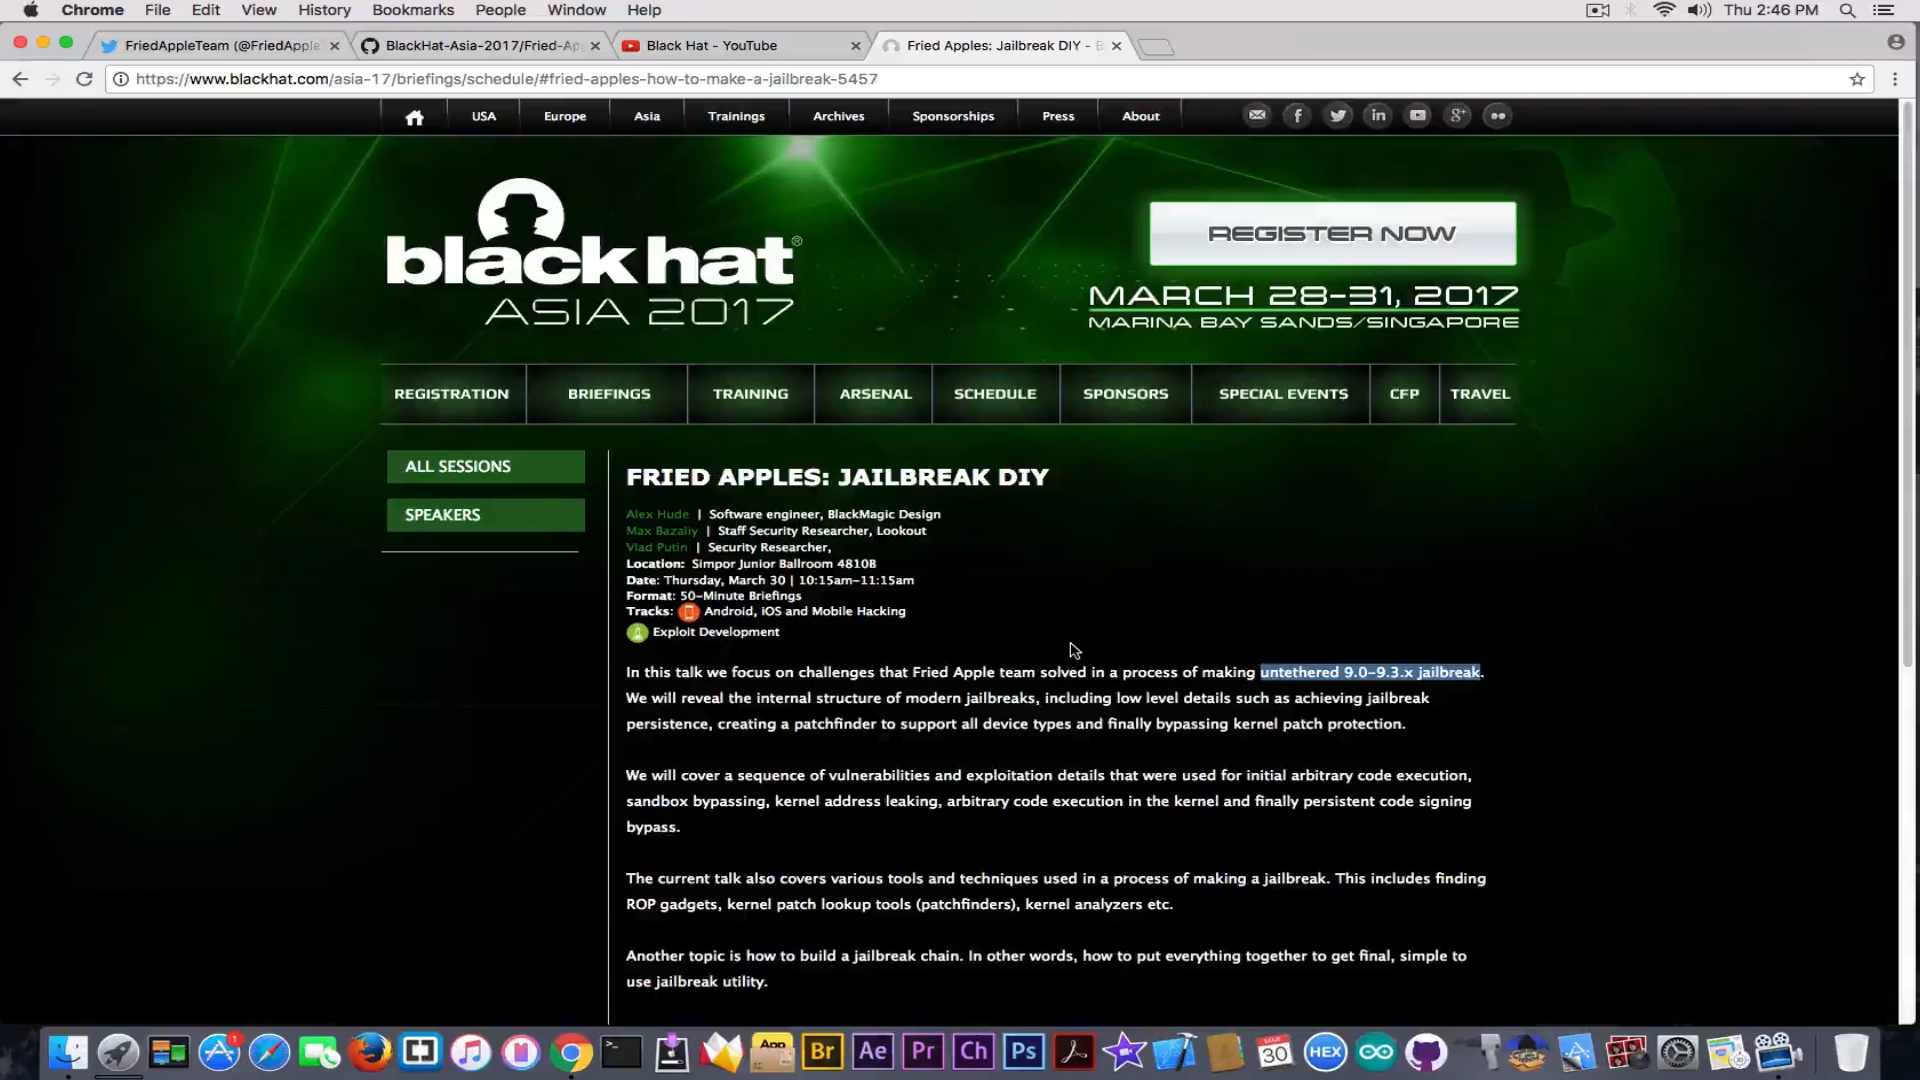 Chrome File Edit View History Bookmarks People Window Help Thu 2:46 PM
FriedAppleTeam (@FriedApple
BlackHat-Asia-2017/Fried-Ap
Black Hat - YouTube
Fried Apples: Jailbreak DIY - B
https://www.blackhat.com/asia-17/briefings/schedule/#fried-apples-how-to-make-a-jailbreak-5457
USA Europe Asia Trainings Archives Sponsorships Press About
black hat®
ASIA 2017
REGISTER NOW
MARCH 28-31, 2017
MARINA BAY SANDS/SINGAPORE
REGISTRATION BRIEFINGS TRAINING ARSENAL SCHEDULE SPONSORS SPECIAL EVENTS CFP TRAVEL
ALL SESSIONS
SPEAKERS
FRIED APPLES: JAILBREAK DIY
Alex Hude | Software engineer, BlackMagic Design
Max Bazaliy | Staff Security Researcher, Lookout
Vlad Putin | Security Researcher,
Location: Simpor Junior Ballroom 4810B
Date: Thursday, March 30 | 10:15am-11:15am
Format: 50-Minute Briefings
Tracks: Android, iOS and Mobile Hacking
Exploit Development
In this talk we focus on challenges that Fried Apple team solved in a process of making untethered 9.0-9.3.x jailbreak.
We will reveal the internal structure of modern jailbreaks, including low level details such as achieving jailbreak
persistence, creating a patchfinder to support all device types and finally bypassing kernel patch protection.
We will cover a sequence of vulnerabilities and exploitation details that were used for initial arbitrary code execution,
sandbox bypassing, kernel address leaking, arbitrary code execution in the kernel and finally persistent code signing
bypass.
The current talk also covers various tools and techniques used in a process of making a jailbreak. This includes finding
ROP gadgets, kernel patch lookup tools (patchfinders), kernel analyzers etc.
Another topic is how to build a jailbreak chain. In other words, how to put everything together to get final, simple to
use jailbreak utility.
1 App Br Ae Pr Ch Ps 30 HEX